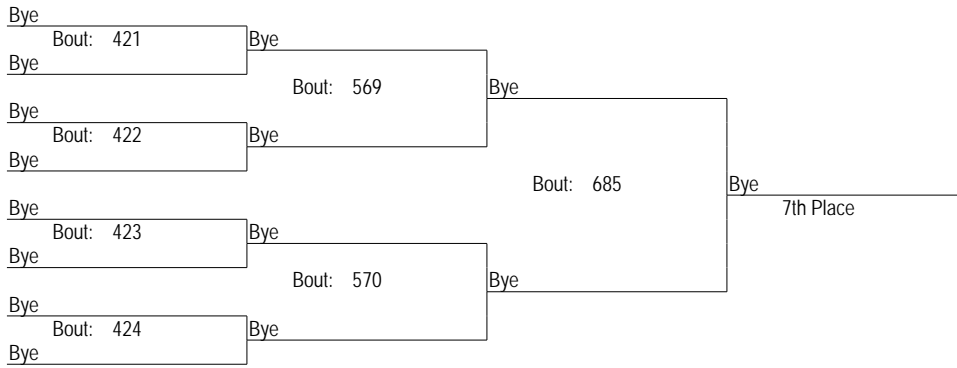 Bye
Bout: 421 Bye
Bye
Bout: 569 Bye
Bye
Bout: 422 Bye
Bye
Bout: 685 Bye
7th Place
Bye
Bout: 423 Bye
Bye
Bout: 570 Bye
Bye
Bout: 424 Bye
Bye